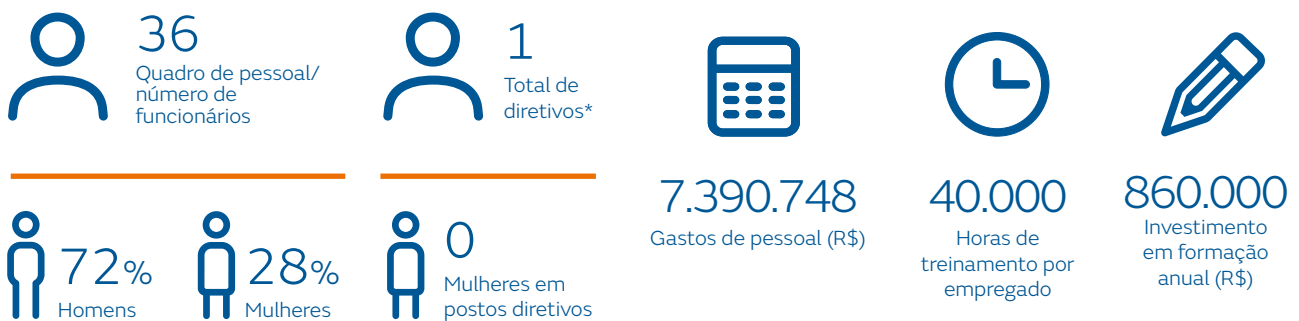 36
Quadro de pessoal/
número de
funcionários
1
Total de
diretivos*
72%
Homens
28%
Mulheres
0
Mulheres em
postos diretivos
7.390.748
Gastos de pessoal (R$)
40.000
Horas de
treinamento por
empregado
860.000
Investimento
em formação
anual (R$)